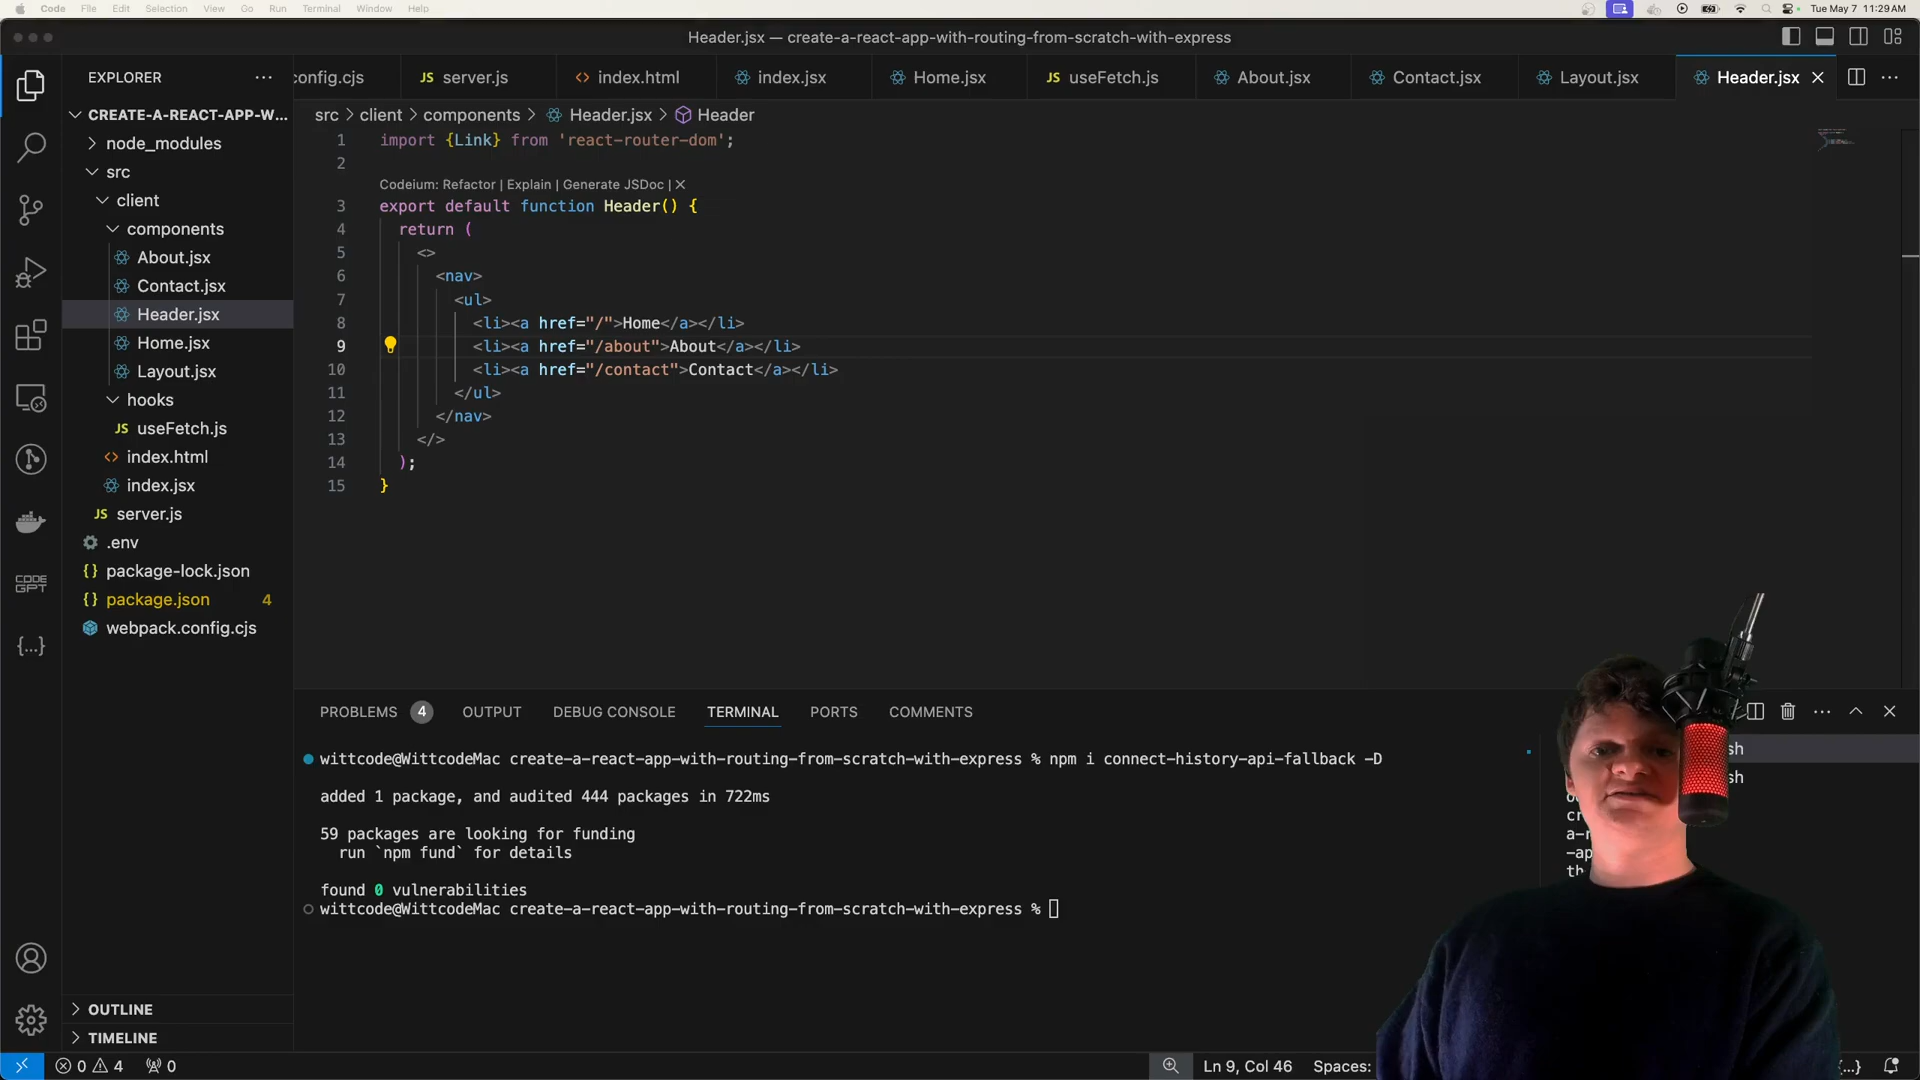 Code File Edit Selection View Go Run Terminal Window Help
Tue May 7 11:29 AM
Header.jsx — create-a-react-app-with-routing-from-scratch-with-express
EXPLORER
config.cjs
JS server.js
index.html
index.jsx
Home.jsx
JS useFetch.js
About.jsx
Contact.jsx
Layout.jsx
Header.jsx
CREATE-A-REACT-APP-W...
node_modules
src
client
components
About.jsx
Contact.jsx
Header.jsx
Home.jsx
Layout.jsx
hooks
JS useFetch.js
index.html
index.jsx
JS server.js
.env
{} package-lock.json
{} package.json 4
webpack.config.cjs
CODE
GPT
{...}
OUTLINE
TIMELINE
src > client > components > Header.jsx > Header
1 import {Link} from 'react-router-dom';
2
Codeium: Refactor | Explain | Generate JSDoc | X
3 export default function Header() {
4 return (
5 <>
6 <nav>
7 <ul>
8 <li><a href="/">Home</a></li>
9 <li><a href="/about">About</a></li>
10 <li><a href="/contact">Contact</a></li>
11 </ul>
12 </nav>
13 </>
14 );
15 }
PROBLEMS 4 OUTPUT DEBUG CONSOLE TERMINAL PORTS COMMENTS
wittcode@WittcodeMac create-a-react-app-with-routing-from-scratch-with-express % npm i connect-history-api-fallback -D
added 1 package, and audited 444 packages in 722ms
59 packages are looking for funding
run `npm fund` for details
found 0 vulnerabilities
wittcode@WittcodeMac create-a-react-app-with-routing-from-scratch-with-express %
sh
sh
0 4 0
Ln 9, Col 46 Spaces: